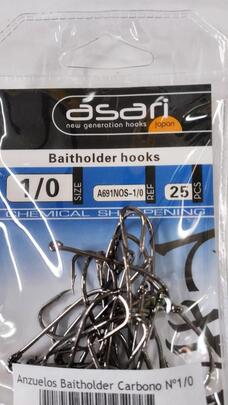 asari
new generation hooks japan
Baitholder hooks
1/0 SIZE A691NOS-1/0 REF 25 PCS
CHEMICAL SHARPENING
Anzuelos Baitholder Carbono Nº1/0